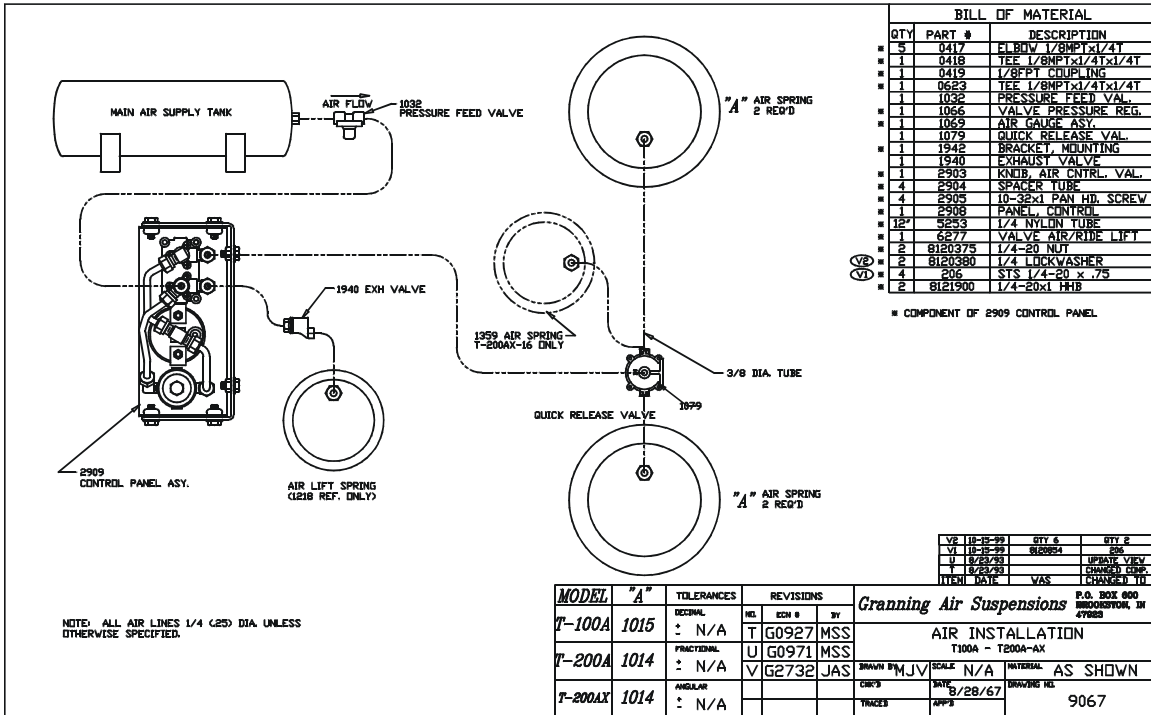 BILL OF MATERIAL
QTY PART # DESCRIPTION
* 5 0417 ELBOW 1/8MPTx1/4T
* 1 0418 TEE 1/8MPTx1/4Tx1/4T
* 1 0419 1/8FPT COUPLING
* 1 0623 TEE 1/8MPTx1/4Tx1/4T
1 1032 PRESSURE FEED VAL.
* 1 1066 VALVE PRESSURE REG.
* 1 1069 AIR GAUGE ASY.
1 1079 QUICK RELEASE VAL.
* 1 1942 BRACKET, MOUNTING
1 1940 EXHAUST VALVE
* 1 2903 KNOB, AIR CNTRL. VAL.
* 4 2904 SPACER TUBE
* 4 2905 10-32x1 PAN HD. SCREW
* 1 2908 PANEL, CONTROL
* 12" 5253 1/4 NYLON TUBE
* 1 6277 VALVE AIR/RIDE LIFT
* 2 8120375 1/4-20 NUT
V2 * 2 8120380 1/4 LOCKWASHER
V1 * 4 206 STS 1/4-20 x .75
* 2 8121900 1/4-20x1 HHB
* COMPONENT OF 2909 CONTROL PANEL
MAIN AIR SUPPLY TANK
AIR FLOW
1032
PRESSURE FEED VALVE
"A" AIR SPRING
2 REQ'D
1940 EXH VALVE
1359 AIR SPRING
T-200AX-16 ONLY
3/8 DIA. TUBE
1079
QUICK RELEASE VALVE
2909
CONTROL PANEL ASY.
AIR LIFT SPRING
(1218 REF. ONLY)
"A" AIR SPRING
2 REQ'D
NOTE: ALL AIR LINES 1/4 (.25) DIA. UNLESS
OTHERWISE SPECIFIED.
V2 10-15-99 QTY 6 QTY 2
V1 10-15-99 8120854 206
U 8/23/93 UPDATE VIEW
T 8/23/93 CHANGED COMP.
ITEM DATE WAS CHANGED TO
MODEL "A"
T-100A 1015
T-200A 1014
T-200AX 1014
TOLERANCES
DECIMAL
± N/A
FRACTIONAL
± N/A
ANGULAR
± N/A
REVISIONS
NO. ECN # BY
T G0927 MSS
U G0971 MSS
V G2732 JAS
Granning Air Suspensions
P.O. BOX 600
BROOKSTON, IN
47923
AIR INSTALLATION
T100A - T200A-AX
DRAWN BY MJV SCALE N/A MATERIAL AS SHOWN
CHK'D DATE 8/28/67 DRAWING NO. 9067
TRACED APP'D